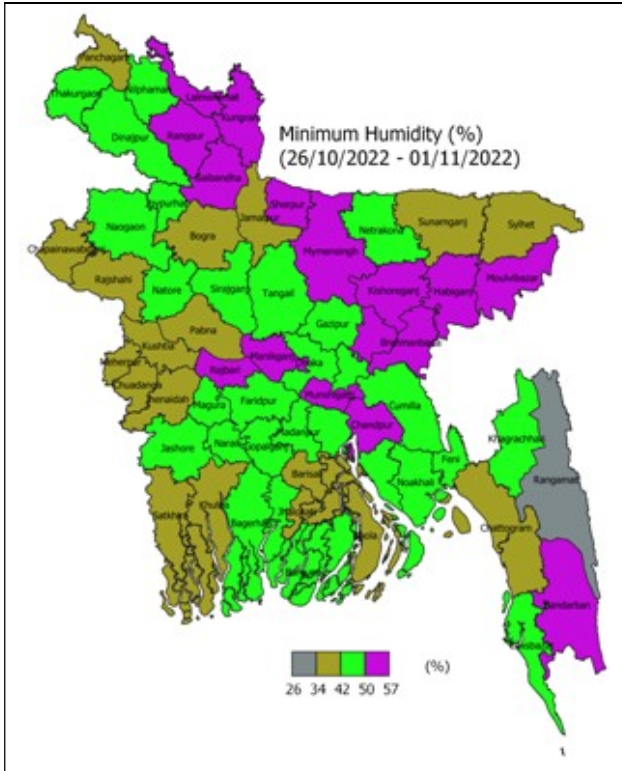 Panchagarh
Nilphamari
Thakurgaon
Lalmonirhat
Kurigram
Dinajpur
Rangpur
Minimum Humidity (%)
(26/10/2022 - 01/11/2022)
Gaibandha
Joypurhat
Sherpur
Jamalpur
Naogaon
Netrakona
Sunamganj
Sylhet
Bogra
Mymensingh
Chapainawabganj
Rajshahi
Kishoreganj
Habiganj
Moulvibazar
Natore
Sirajganj
Tangail
Gazipur
Pabna
Kushtia
Brahmanbaria
Meherpur
Manikganj
Dhaka
Rajbari
Chuadanga
Jhenaidah
Munshiganj
Magura
Faridpur
Cumilla
Chandpur
Madaripur
Khagrachhari
Jashore
Narail
Gopalganj
Feni
Noakhali
Barisal
Rangamati
Satkhira
Khulna
Bagerhat
Chattogram
Bhola
Bandarban
(%)
26 34 42 50 57